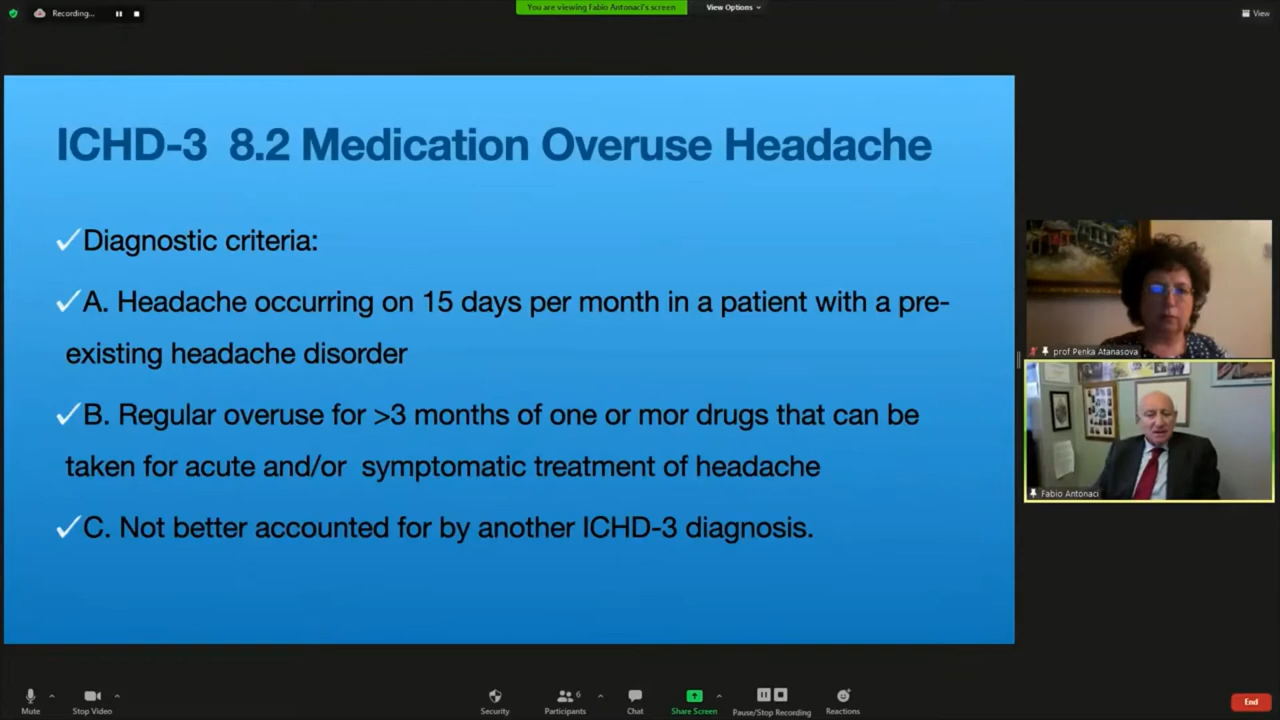 Recording...
You are viewing Fabio Antonaci's screen
View Options
View
ICHD-3 8.2 Medication Overuse Headache
✓Diagnostic criteria:
✓A. Headache occurring on 15 days per month in a patient with a pre-
existing headache disorder
✓B. Regular overuse for >3 months of one or mor drugs that can be
taken for acute and/or symptomatic treatment of headache
✓C. Not better accounted for by another ICHD-3 diagnosis.
prof Penka Atanasova
Fabio Antonaci
Mute
Stop Video
Security
6
Participants
Chat
Share Screen
Pause/Stop Recording
Reactions
End